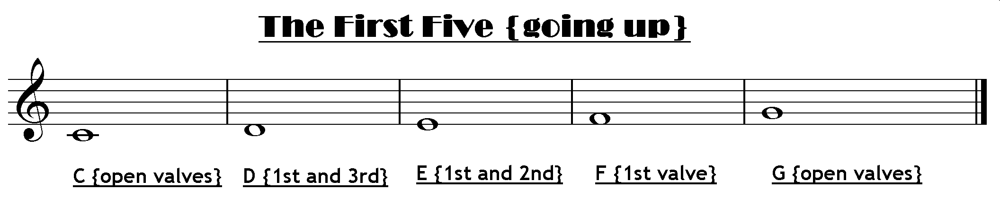 The First Five {going up}
C {open valves} D {1st and 3rd} E {1st and 2nd} F {1st valve} G {open valves}